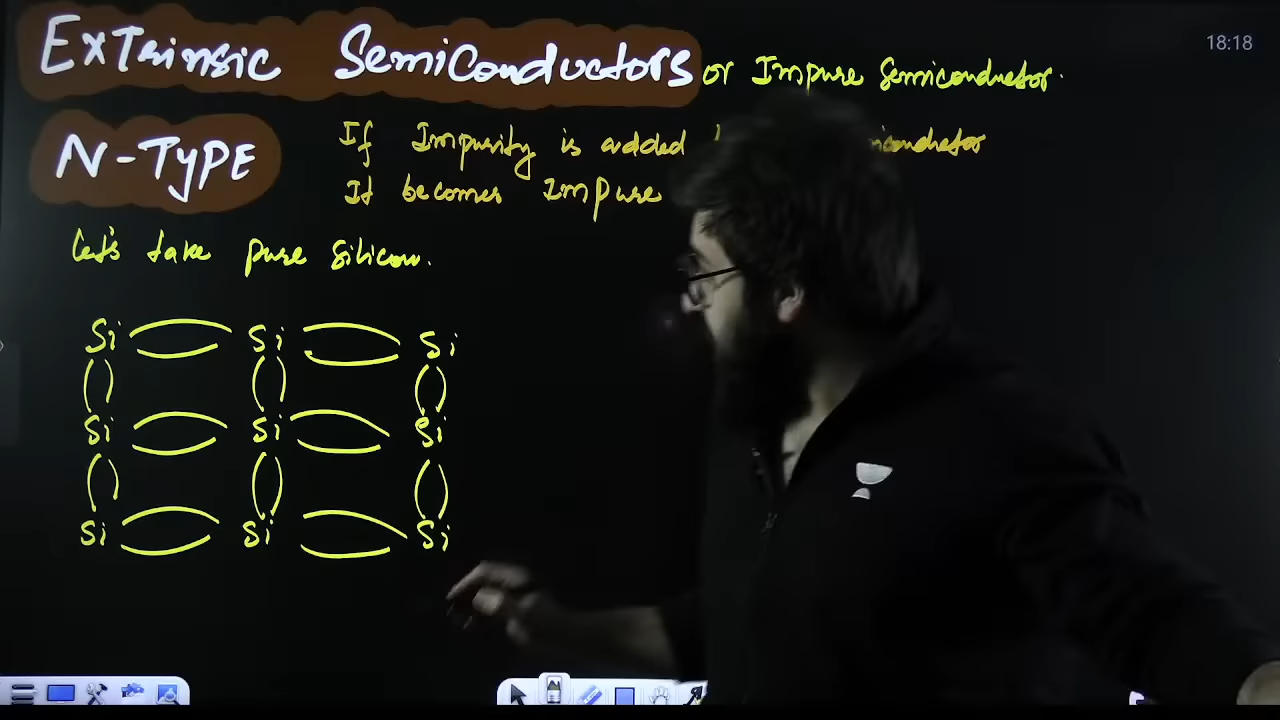 18:18
Extrinsic Semiconductors or Impure Semiconductor.
N-TYPE
If Impurity is added
It becomes Impure
Let's take pure Silicon.
Si Si Si
Si Si Si
Si Si Si